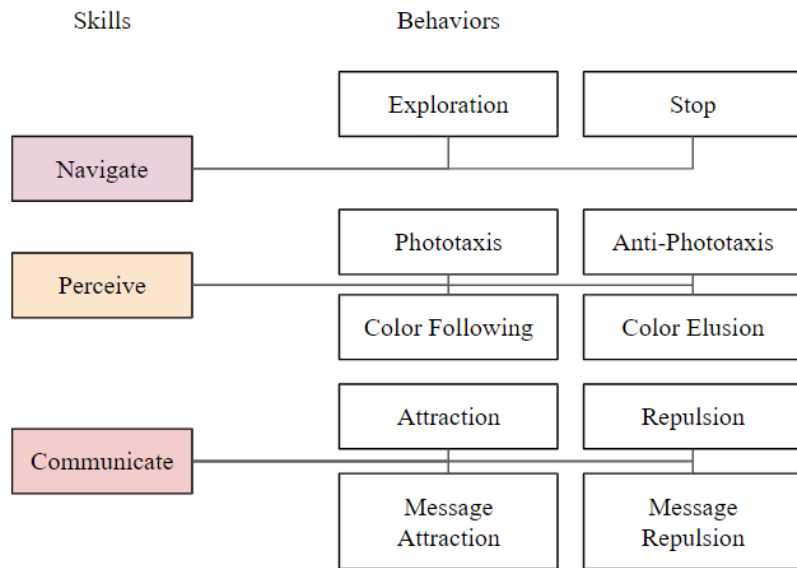 Skills
Behaviors
Exploration
Stop
Navigate
Phototaxis
Anti-Phototaxis
Perceive
Color Following
Color Elusion
Attraction
Repulsion
Communicate
Message
Attraction
Message
Repulsion